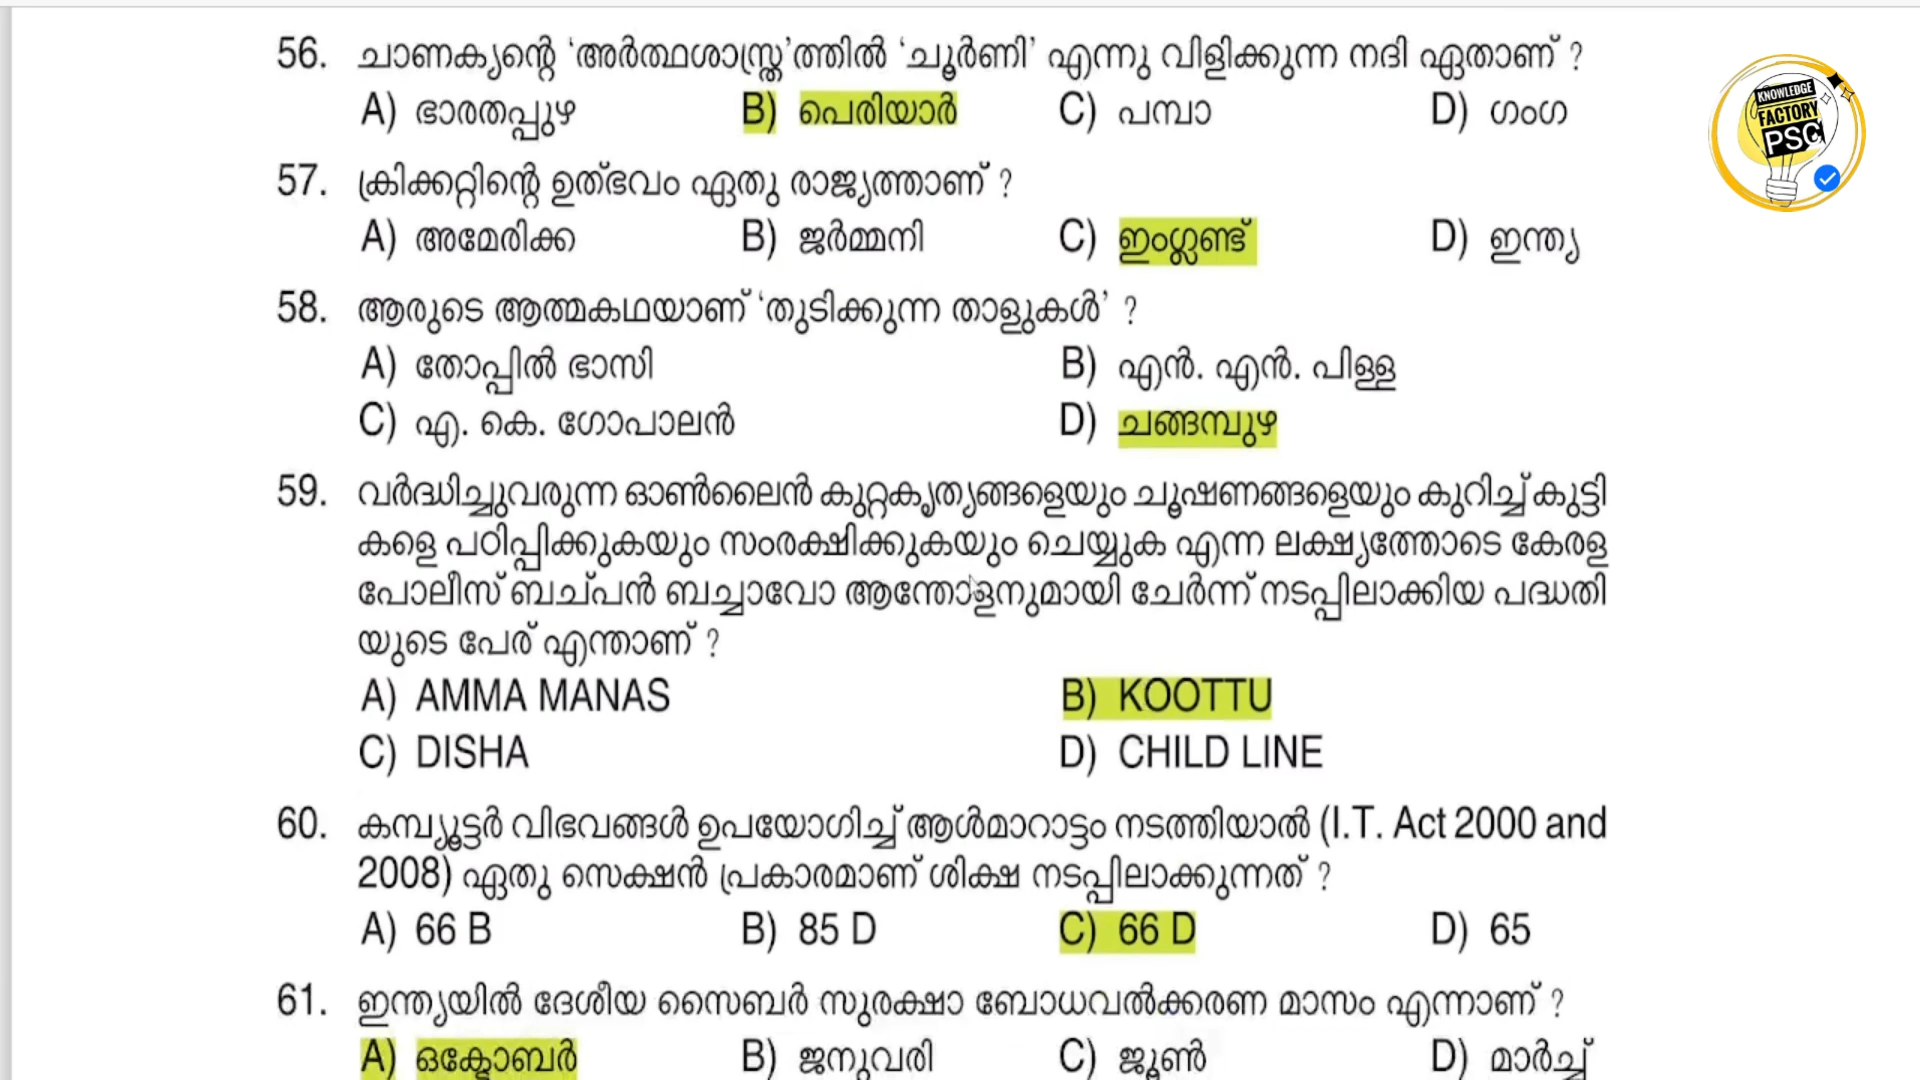 56. ചാണക്യന്റെ ‘അർത്ഥശാസ്ത്ര’ത്തിൽ ‘ചൂർണി’ എന്നു വിളിക്കുന്ന നദി ഏതാണ് ?
A) ഭാരതപ്പുഴ B) പെരിയാർ C) പമ്പാ D) ഗംഗ
KNOWLEDGE
FACTORY
PSC
57. ക്രിക്കറ്റിന്റെ ഉത്ഭവം ഏതു രാജ്യത്താണ് ?
A) അമേരിക്ക B) ജർമ്മനി C) ഇംഗ്ലണ്ട് D) ഇന്ത്യ
58. ആരുടെ ആത്മകഥയാണ് ‘തുടിക്കുന്ന താളുകൾ’ ?
A) തോപ്പിൽ ഭാസി B) എൻ. എൻ. പിള്ള
C) എ. കെ. ഗോപാലൻ D) ചങ്ങമ്പുഴ
59. വർദ്ധിച്ചുവരുന്ന ഓൺലൈൻ കുറ്റകൃത്യങ്ങളെയും ചൂഷണങ്ങളെയും കുറിച്ച് കുട്ടി
കളെ പഠിപ്പിക്കുകയും സംരക്ഷിക്കുകയും ചെയ്യുക എന്ന ലക്ഷ്യത്തോടെ കേരള
പോലീസ് ബച്പൻ ബച്ചാവോ ആന്തോളനുമായി ചേർന്ന് നടപ്പിലാക്കിയ പദ്ധതി
യുടെ പേര് എന്താണ് ?
A) AMMA MANAS B) KOOTTU
C) DISHA D) CHILD LINE
60. കമ്പ്യൂട്ടർ വിഭവങ്ങൾ ഉപയോഗിച്ച് ആൾമാറാട്ടം നടത്തിയാൽ (I.T. Act 2000 and
2008) ഏതു സെക്ഷൻ പ്രകാരമാണ് ശിക്ഷ നടപ്പിലാക്കുന്നത് ?
A) 66 B B) 85 D C) 66 D D) 65
61. ഇന്ത്യയിൽ ദേശീയ സൈബർ സുരക്ഷാ ബോധവൽക്കരണ മാസം എന്നാണ് ?
A) ഒക്ടോബർ B) ജനുവരി C) ജൂൺ D) മാർച്ച്